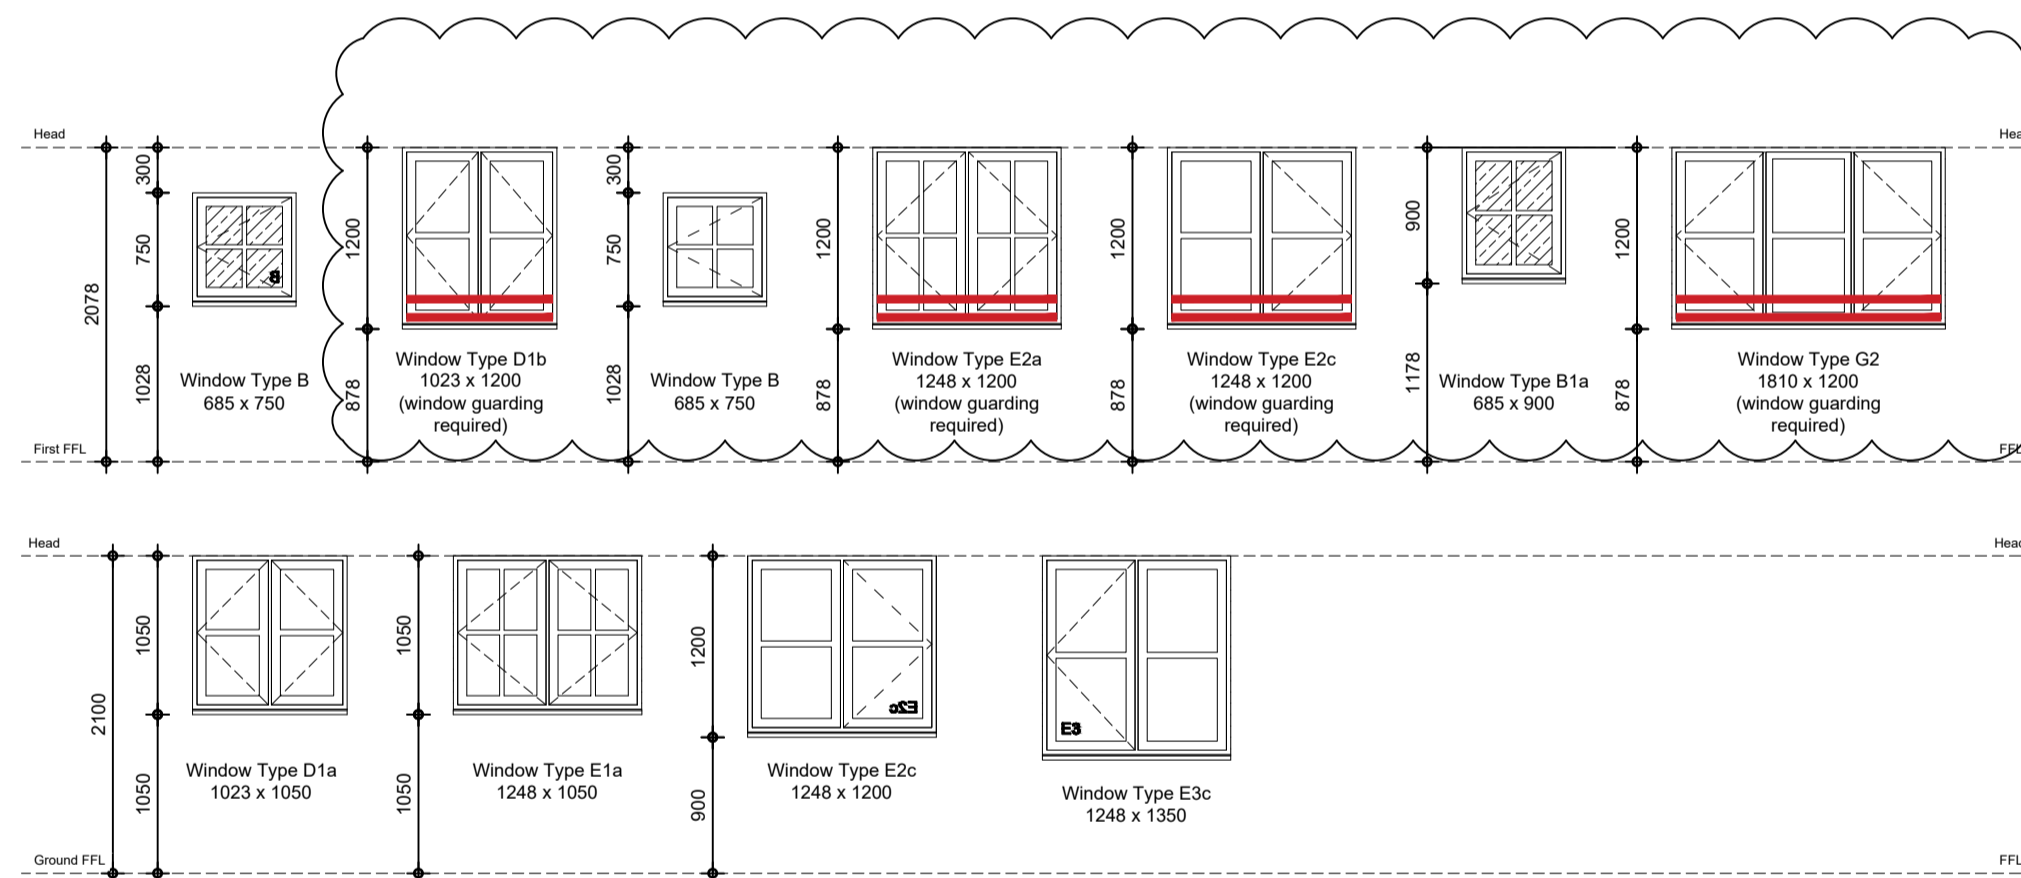 Head
Hea
2078
300
750
1028
B
Window Type B
685 x 750
1200
878
Window Type D1b
1023 x 1200
(window guarding
required)
300
750
1028
Window Type B
685 x 750
1200
878
Window Type E2a
1248 x 1200
(window guarding
required)
1200
878
Window Type E2c
1248 x 1200
(window guarding
required)
900
1178
Window Type B1a
685 x 900
1200
878
Window Type G2
1810 x 1200
(window guarding
required)
First FFL
FFL
Head
Head
2100
1050
1050
Window Type D1a
1023 x 1050
1050
1050
Window Type E1a
1248 x 1050
1200
900
E2c
Window Type E2c
1248 x 1200
E3
Window Type E3c
1248 x 1350
Ground FFL
FFL